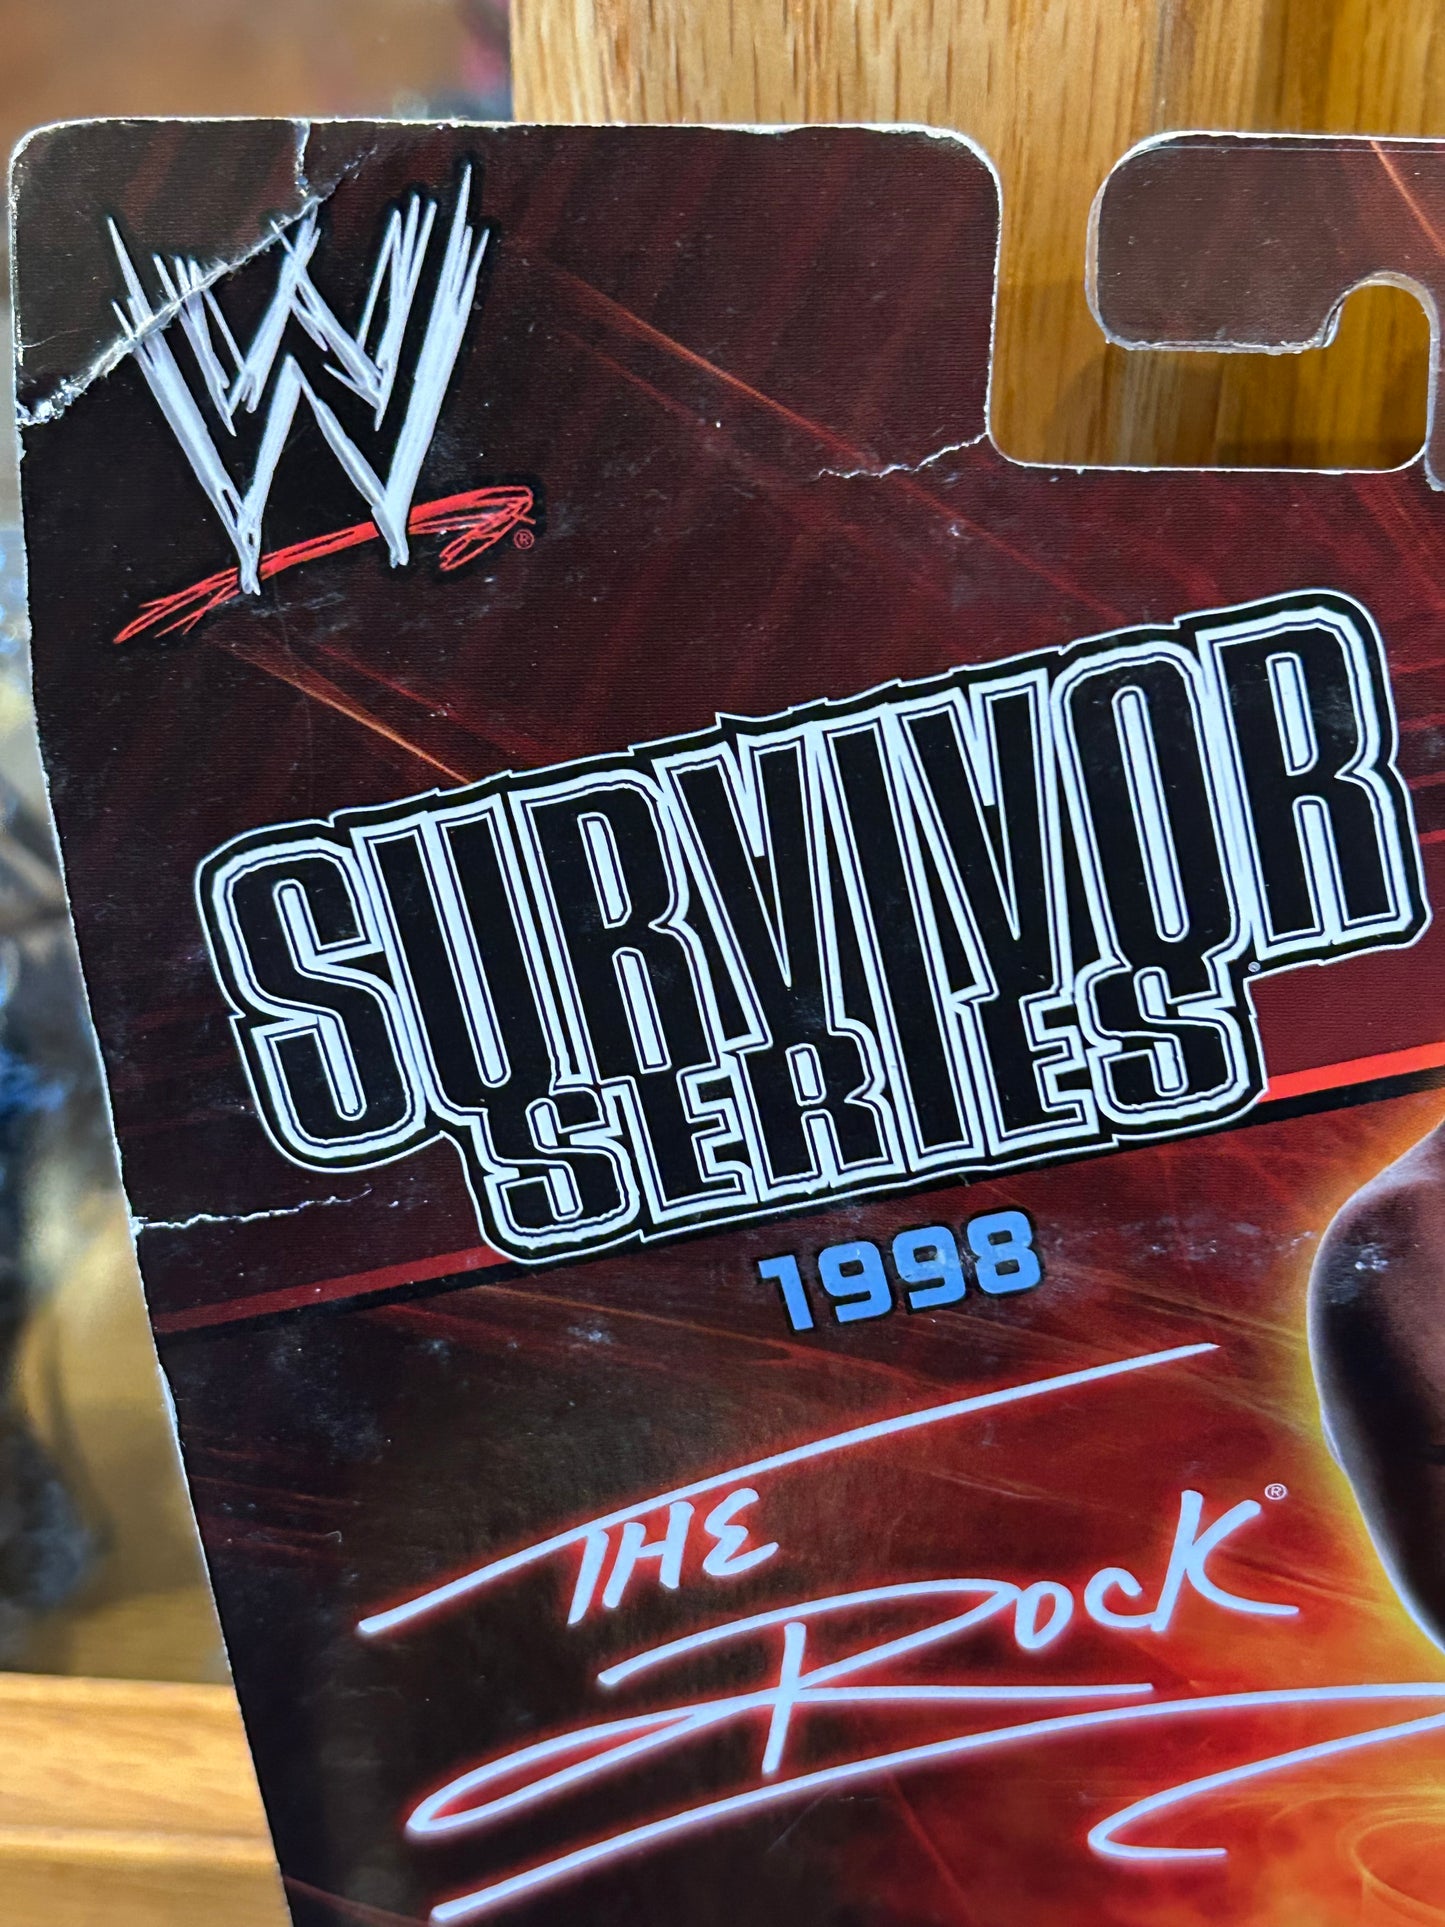 W
®
SURVIVOR
SERIES
1998
THE
ROCK®